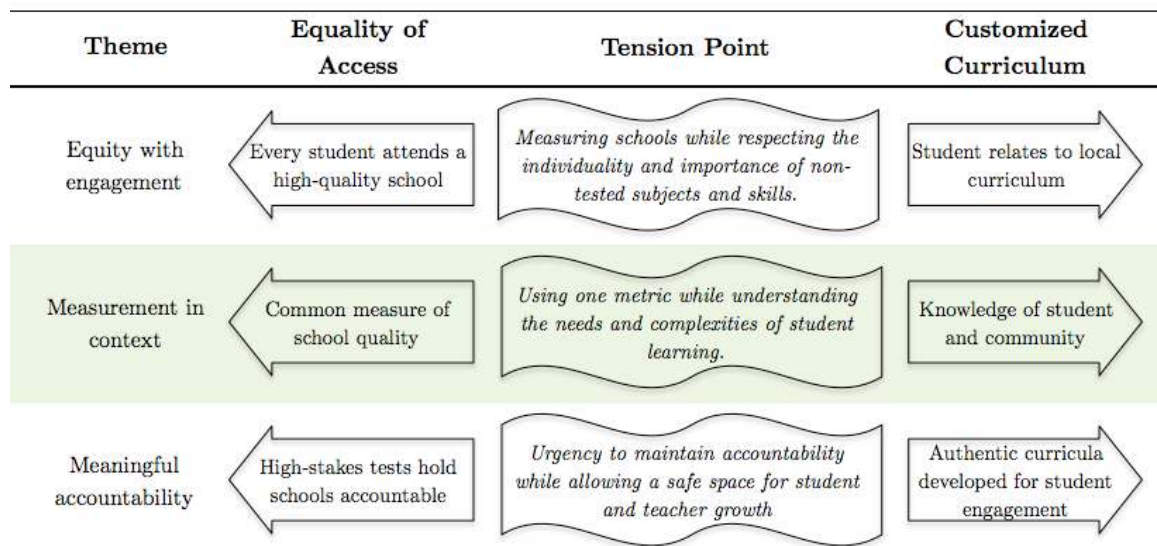 Theme
Equality of
Access
Tension Point
Customized
Curriculum
Equity with
engagement
Every student attends a
high-quality school
Measuring schools while respecting the
individuality and importance of non-
tested subjects and skills.
Student relates to local
curriculum
Measurement in
context
Common measure of
school quality
Using one metric while understanding
the needs and complexities of student
learning.
Knowledge of student
and community
Meaningful
accountability
High-stakes tests hold
schools accountable
Urgency to maintain accountability
while allowing a safe space for student
and teacher growth
Authentic curricula
developed for student
engagement